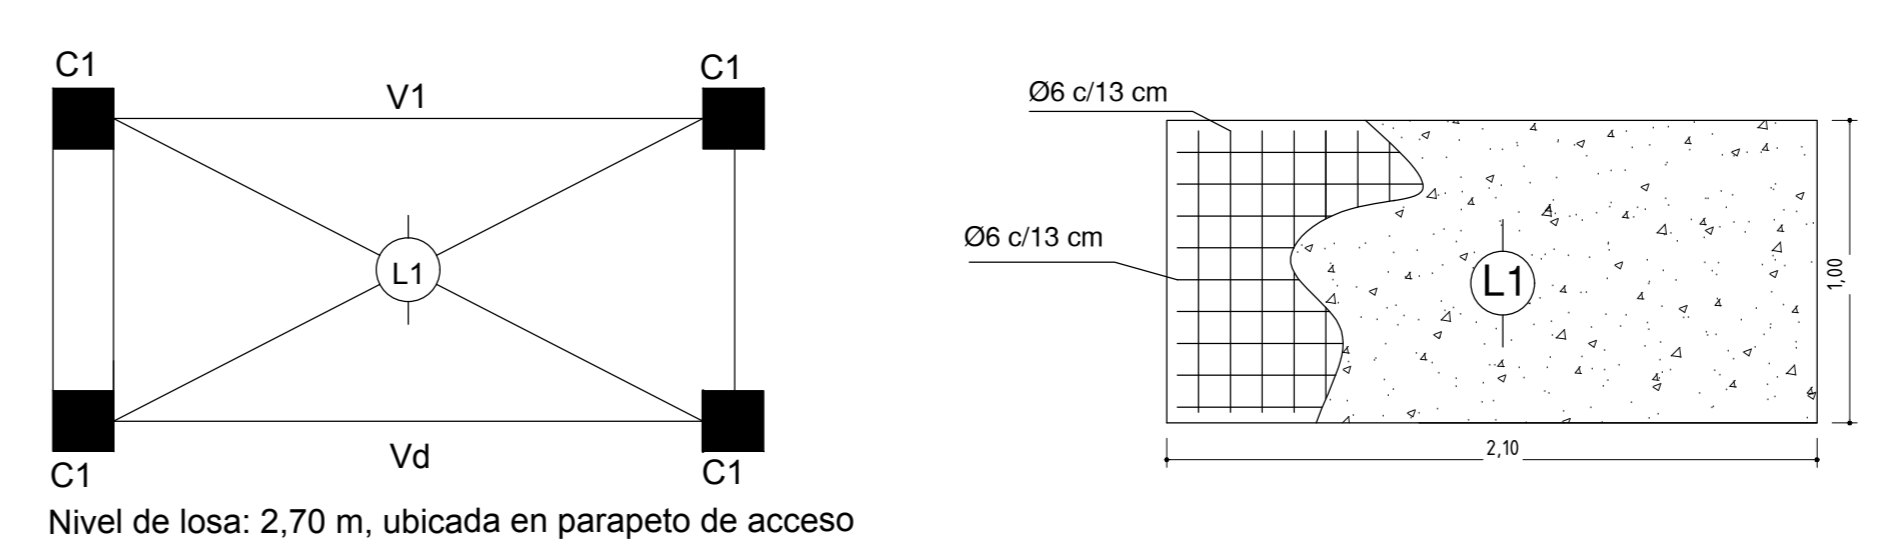 C1
C1
V1
L1
C1
Vd
C1
Nivel de losa: 2,70 m, ubicada en parapeto de acceso
Ø6 c/13 cm
Ø6 c/13 cm
L1
1,00
2,10